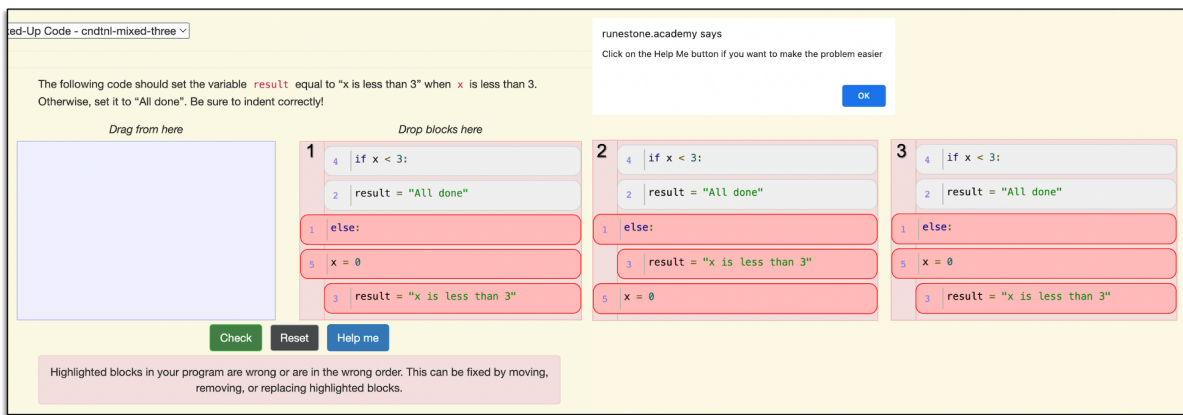 ed-Up Code - cndtnl-mixed-three
runestone.academy says
Click on the Help Me button if you want to make the problem easier
OK
The following code should set the variable result equal to “x is less than 3” when x is less than 3.
Otherwise, set it to “All done”. Be sure to indent correctly!
Drag from here
Drop blocks here
1
4 if x < 3:
2 result = "All done"
1 else:
5 x = 0
3 result = "x is less than 3"
2
4 if x < 3:
2 result = "All done"
1 else:
3 result = "x is less than 3"
5 x = 0
3
4 if x < 3:
2 result = "All done"
1 else:
5 x = 0
3 result = "x is less than 3"
Check
Reset
Help me
Highlighted blocks in your program are wrong or are in the wrong order. This can be fixed by moving,
removing, or replacing highlighted blocks.